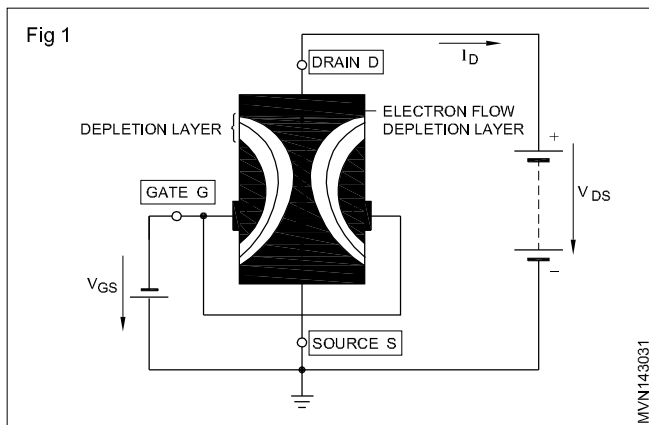 Fig 1
DRAIN D
I_D
DEPLETION LAYER
ELECTRON FLOW
DEPLETION LAYER
GATE G
+
V_DS
V_GS
−
SOURCE S
MVN143031